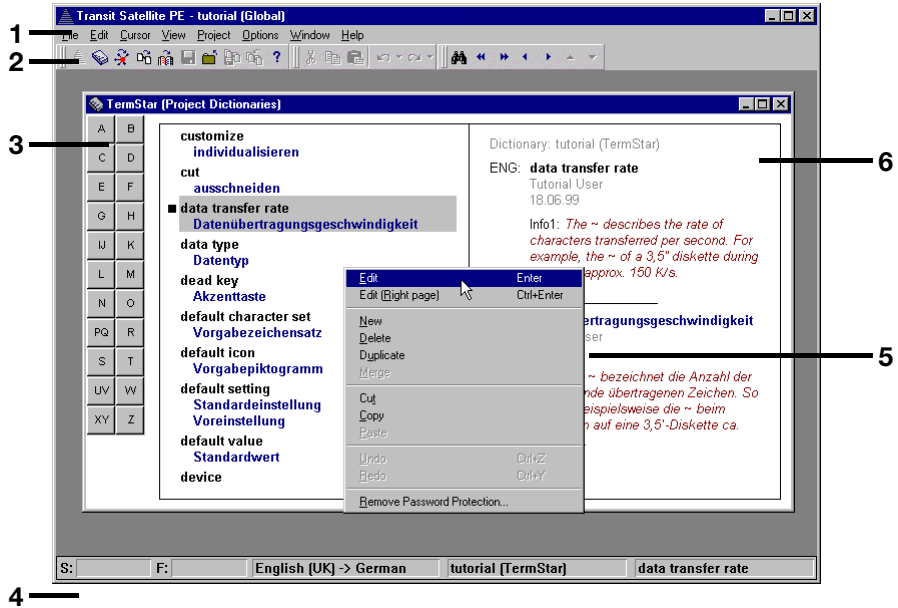 Transit Satellite PE - tutorial (Global)
1
File Edit Cursor View Project Options Window Help
2
TermStar (Project Dictionaries)
A B
3
C D
E F
G H
IJ K
L M
N O
PQ R
S T
UV W
XY Z
customize
individualisieren
cut
ausschneiden
data transfer rate
Datenübertragungsgeschwindigkeit
data type
Datentyp
dead key
Akzenttaste
default character set
Vorgabezeichensatz
default icon
Vorgabepiktogramm
default setting
Standardeinstellung
Voreinstellung
default value
Standardwert
device
Dictionary: tutorial (TermStar)
6
ENG: data transfer rate
Tutorial User
18.06.99
Info1: The ~ describes the rate of
characters transferred per second. For
example, the ~ of a 3,5" diskette during
approx. 150 K/s.
ertragungsgeschwindigkeit
ser
5
~ bezeichnet die Anzahl der
nde übertragenen Zeichen. So
eispielsweise die ~ beim
n auf eine 3,5'-Diskette ca.
Edit Enter
Edit (Right page) Ctrl+Enter
New
Delete
Duplicate
Merge
Cut
Copy
Paste
Undo Ctrl+Z
Redo Ctrl+Y
Remove Password Protection...
S: F: English (UK) -> German tutorial (TermStar) data transfer rate
4